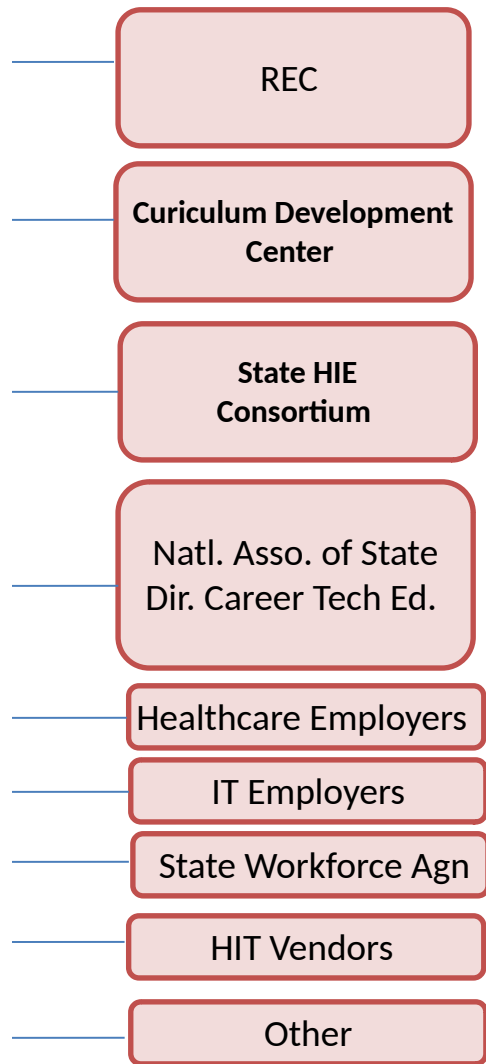 REC
Curiculum Development
Center
State HIE
Consortium
Natl. Asso. of State
Dir. Career Tech Ed.
Healthcare Employers
IT Employers
State Workforce Agn
HIT Vendors
Other